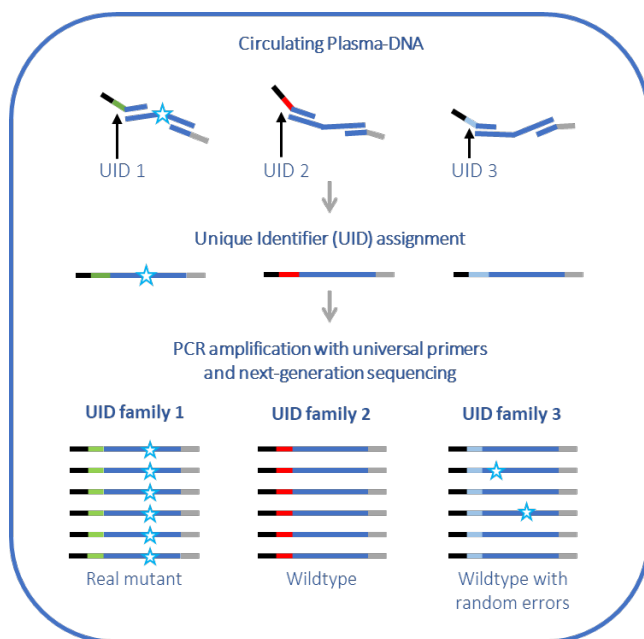 Circulating Plasma-DNA
UID 1
UID 2
UID 3
Unique Identifier (UID) assignment
PCR amplification with universal primers
and next-generation sequencing
UID family 1
UID family 2
UID family 3
Real mutant
Wildtype
Wildtype with
random errors